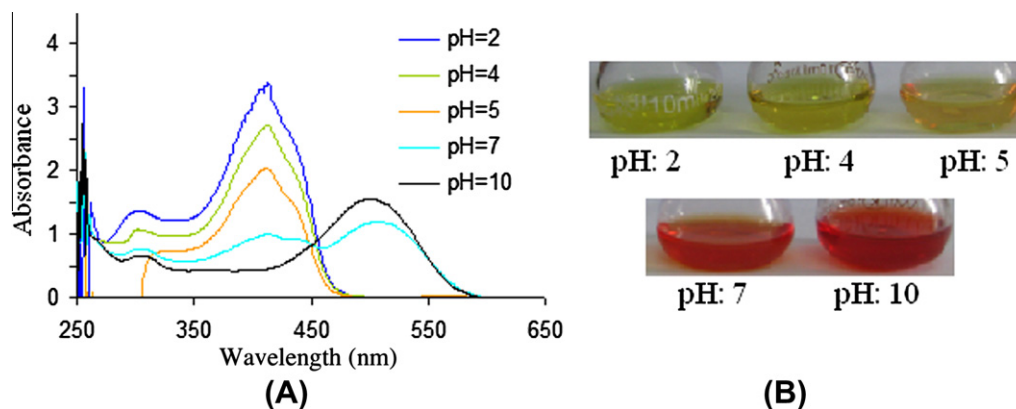 4
3
2
1
0
Absorbance
250 350 450 550 650
Wavelength (nm)
pH=2
pH=4
pH=5
pH=7
pH=10
(A)
10m
pH: 2 pH: 4 pH: 5
pH: 7 pH: 10
(B)